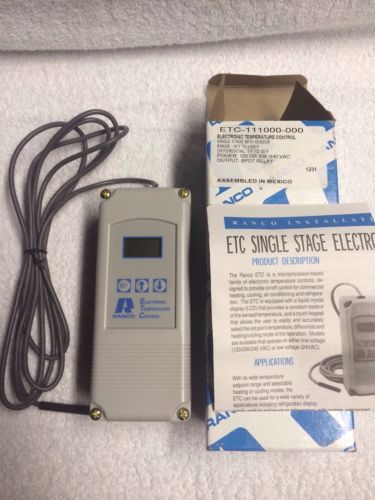 ETC-111000-000
ELECTRONIC TEMPERATURE CONTROL
SINGLE STAGE WITH SENSOR
POWER: 120 OR 208 /240 VAC
OUTPUT: SPDT RELAY
1231
ASSEMBLED IN MEXICO
RANCO
ELECTRONIC
TEMPERATURE
CONTROL
RANCO INSTALLATI
ETC SINGLE STAGE ELECTRO
PRODUCT DESCRIPTION
The Ranco ETC is a microprocessor-based
family of electronic temperature controls, de-
signed to provide on/off control for commercial
heating, cooling, air conditioning and refrigera-
tion. The ETC is equipped with a liquid crystal
display (LCD) that provides a constant readout
of the sensed temperature, and a touch keypad
that allows the user to easily and accurately
select the set point temperature, differential and
heating/cooling mode of operation. Models
are available that operate on either line voltage
(120/208/240 VAC) or low voltage (24VAC).
APPLICATIONS
With its wide temperature
setpoint range and selectable
heating or cooling modes, the
ETC can be used for a wide variety of
applications including refrigerated display